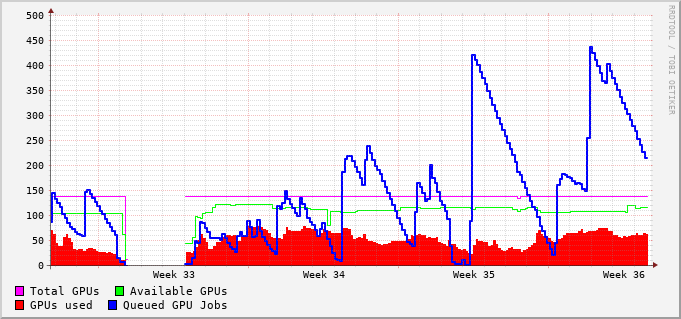 500
450
400
350
300
250
200
150
100
50
0
Week 33 Week 34 Week 35 Week 36
Total GPUs Available GPUs
GPUs used Queued GPU Jobs
RRDTOOL / TOBI OETIKER